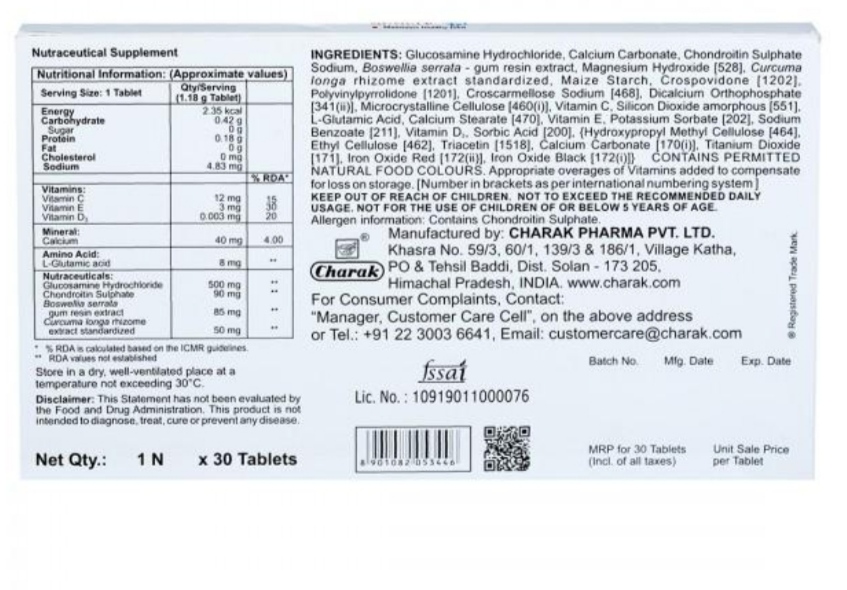 Nutraceutical Supplement
Nutritional Information: (Approximate values)
Serving Size: 1 Tablet Qty/Serving (1.18 g Tablet)
Energy 2.35 kcal
Carbohydrate 0.42 g
Sugar 0 g
Protein 0.18 g
Fat 0 g
Cholesterol 0 mg
Sodium 4.83 mg
% RDA*
Vitamins:
Vitamin C 12 mg 15
Vitamin E 3 mg 30
Vitamin D3 0.003 mg 20
Mineral:
Calcium 40 mg 4.00
Amino Acid:
L-Glutamic acid 8 mg **
Nutraceuticals:
Glucosamine Hydrochloride 500 mg **
Chondroitin Sulphate 90 mg **
Boswellia serrata
gum resin extract 85 mg **
Curcuma longa rhizome
extract standardized 50 mg **
* % RDA is calculated based on the ICMR guidelines.
** RDA values not established
Store in a dry, well-ventilated place at a
temperature not exceeding 30°C.
Disclaimer: This Statement has not been evaluated by
the Food and Drug Administration. This product is not
intended to diagnose, treat, cure or prevent any disease.
Net Qty.: 1 N x 30 Tablets
INGREDIENTS: Glucosamine Hydrochloride, Calcium Carbonate, Chondroitin Sulphate
Sodium, Boswellia serrata - gum resin extract, Magnesium Hydroxide [528], Curcuma
longa rhizome extract standardized, Maize Starch, Crospovidone [1202],
Polyvinylpyrrolidone [1201], Croscarmellose Sodium [468], Dicalcium Orthophosphate
[341(ii)], Microcrystalline Cellulose [460(i)], Vitamin C, Silicon Dioxide amorphous [551],
L-Glutamic Acid, Calcium Stearate [470], Vitamin E, Potassium Sorbate [202], Sodium
Benzoate [211], Vitamin D3, Sorbic Acid [200], {Hydroxypropyl Methyl Cellulose [464],
Ethyl Cellulose [462], Triacetin [1518], Calcium Carbonate [170(i)], Titanium Dioxide
[171], Iron Oxide Red [172(ii)], Iron Oxide Black [172(i)]} CONTAINS PERMITTED
NATURAL FOOD COLOURS. Appropriate overages of Vitamins added to compensate
for loss on storage. [Number in brackets as per international numbering system]
KEEP OUT OF REACH OF CHILDREN. NOT TO EXCEED THE RECOMMENDED DAILY
USAGE. NOT FOR THE USE OF CHILDREN OF OR BELOW 5 YEARS OF AGE.
Allergen information: Contains Chondroitin Sulphate.
®
Charak
Manufactured by: CHARAK PHARMA PVT. LTD.
Khasra No. 59/3, 60/1, 139/3 & 186/1, Village Katha,
PO & Tehsil Baddi, Dist. Solan - 173 205,
Himachal Pradesh, INDIA. www.charak.com
For Consumer Complaints, Contact:
"Manager, Customer Care Cell", on the above address
or Tel.: +91 22 3003 6641, Email: customercare@charak.com
® Registered Trade Mark.
fssai
Lic. No. : 10919011000076
Batch No. Mfg. Date Exp. Date
8 901082 053446
MRP for 30 Tablets
(Incl. of all taxes)
Unit Sale Price
per Tablet